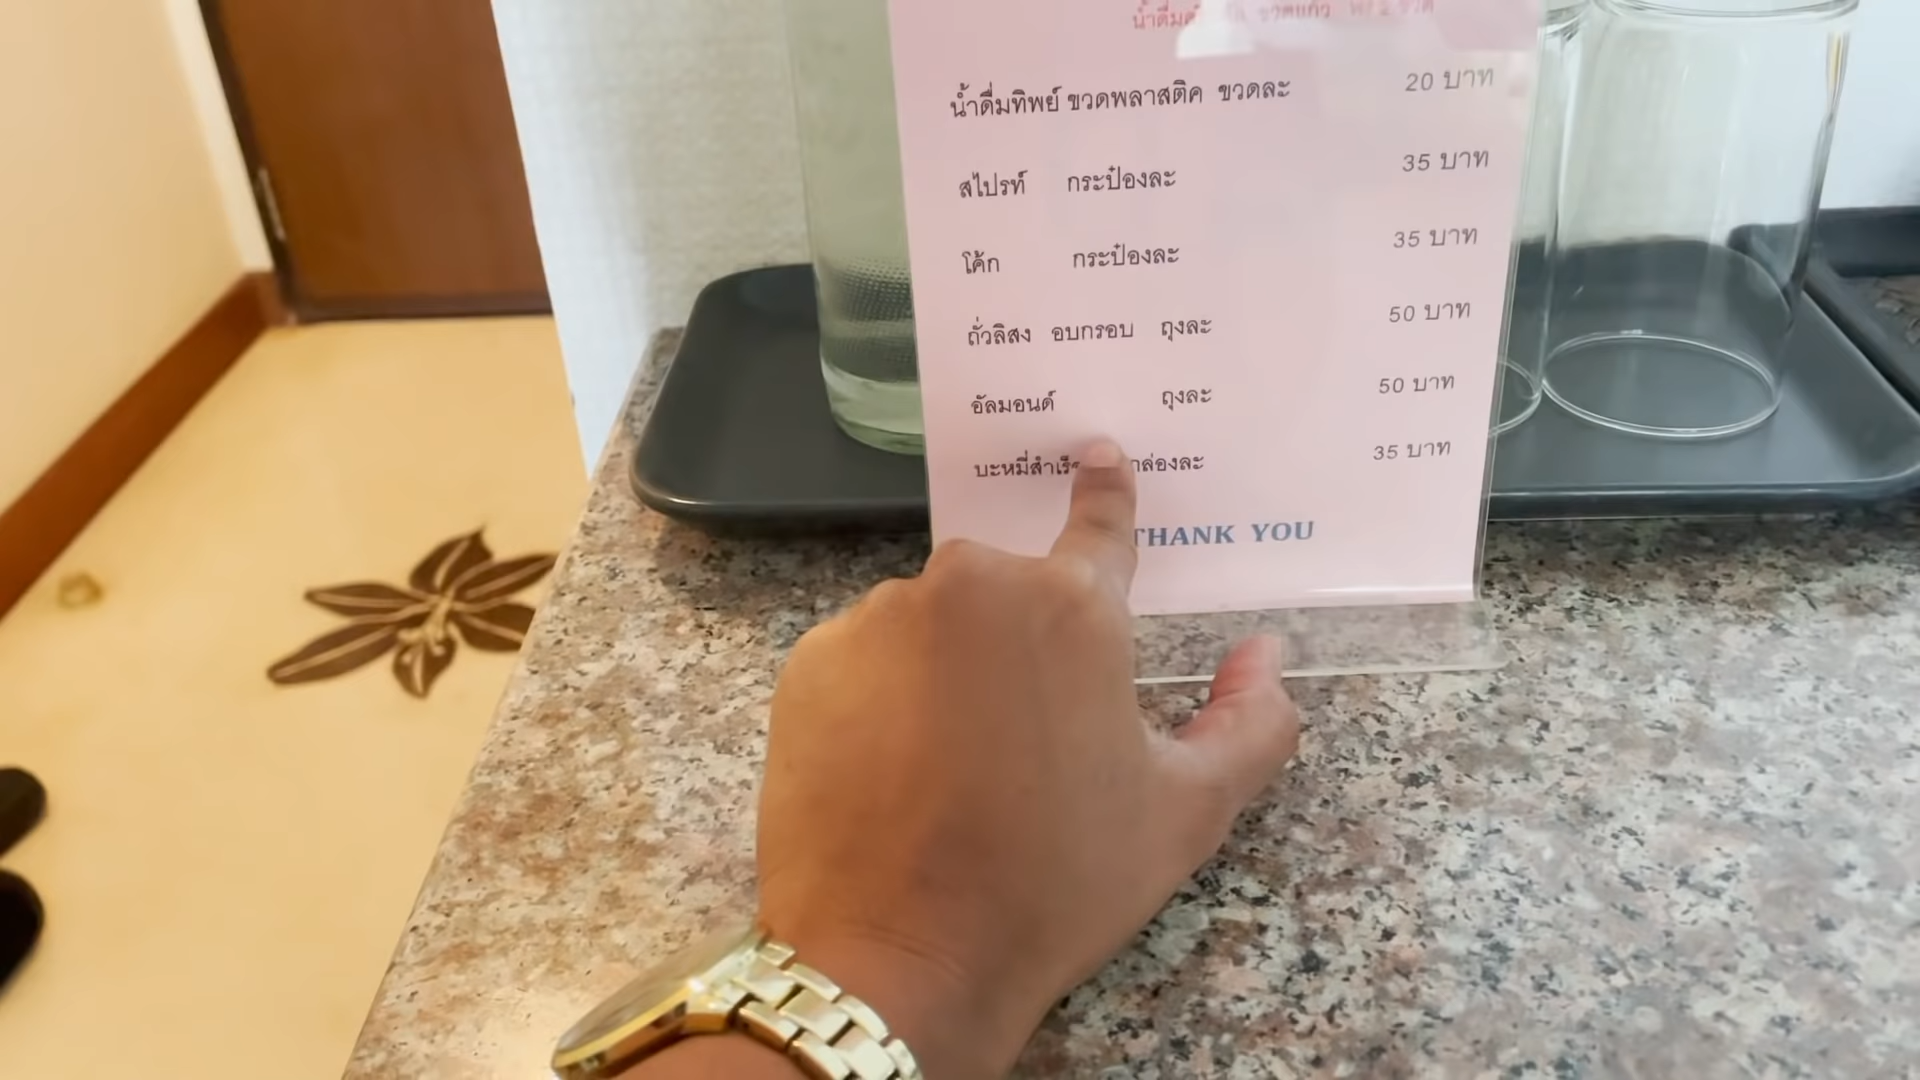 น้ำดื่มทิพย์ ขวดพลาสติค ขวดละ 20 บาท
สไปรท์ กระป๋องละ 35 บาท
โค้ก กระป๋องละ 35 บาท
ถั่วลิสง อบกรอบ ถุงละ 50 บาท
อัลมอนด์ ถุงละ 50 บาท
บะหมี่สำเร็ 35 บาท
THANK YOU